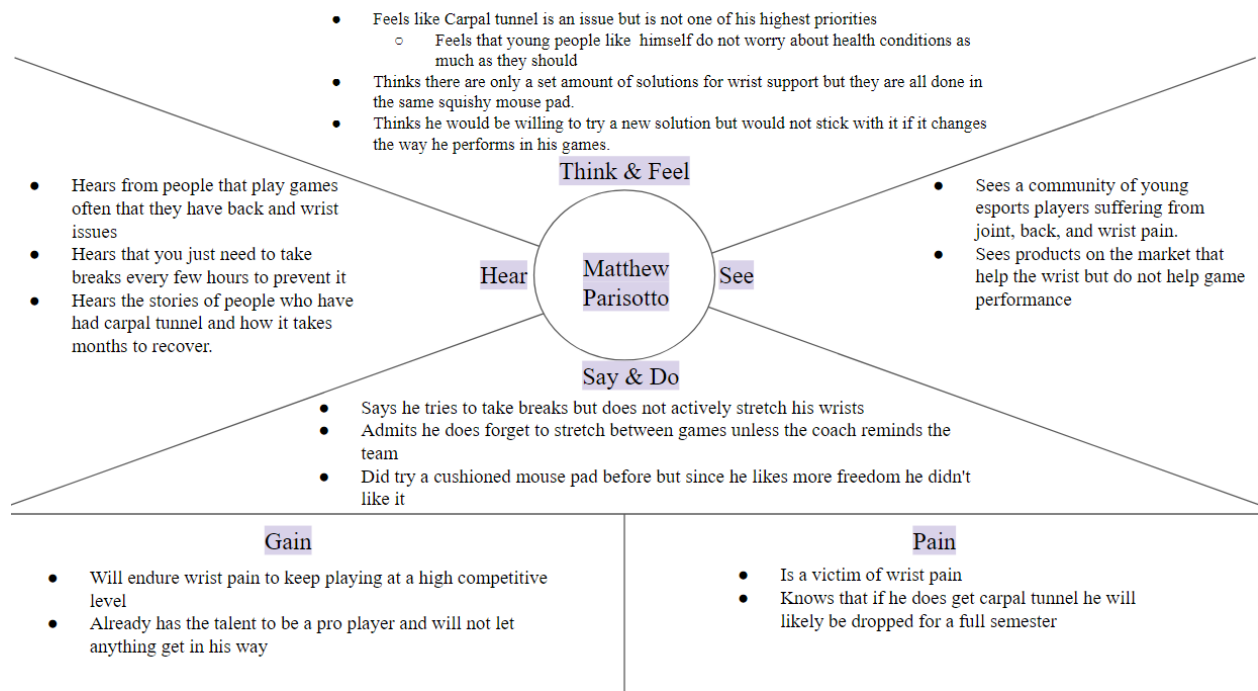 ● Feels like Carpal tunnel is an issue but is not one of his highest priorities
○ Feels that young people like himself do not worry about health conditions as
much as they should
● Thinks there are only a set amount of solutions for wrist support but they are all done in
the same squishy mouse pad.
● Thinks he would be willing to try a new solution but would not stick with it if it changes
the way he performs in his games.
Think & Feel
● Hears from people that play games
often that they have back and wrist
issues
● Hears that you just need to take
breaks every few hours to prevent it
● Hears the stories of people who have
had carpal tunnel and how it takes
months to recover.
Hear
Matthew
Parisotto
See
● Sees a community of young
esports players suffering from
joint, back, and wrist pain.
● Sees products on the market that
help the wrist but do not help game
performance
Say & Do
● Says he tries to take breaks but does not actively stretch his wrists
● Admits he does forget to stretch between games unless the coach reminds the
team
● Did try a cushioned mouse pad before but since he likes more freedom he didn't
like it
Gain
● Will endure wrist pain to keep playing at a high competitive
level
● Already has the talent to be a pro player and will not let
anything get in his way
Pain
● Is a victim of wrist pain
● Knows that if he does get carpal tunnel he will
likely be dropped for a full semester